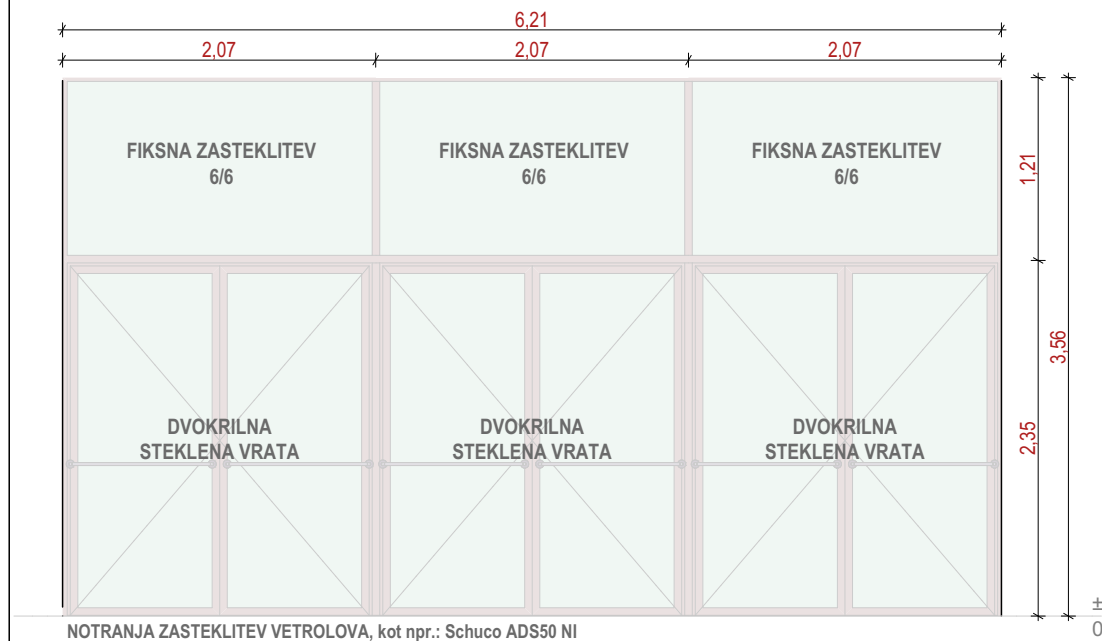 6,21
2,07 2,07 2,07
FIKSNA ZASTEKLITEV
6/6
FIKSNA ZASTEKLITEV
6/6
FIKSNA ZASTEKLITEV
6/6
1,21
3,56
2,35
DVOKRILNA
STEKLENA VRATA
DVOKRILNA
STEKLENA VRATA
DVOKRILNA
STEKLENA VRATA
±
0
NOTRANJA ZASTEKLITEV VETROLOVA, kot npr.: Schuco ADS50 NI